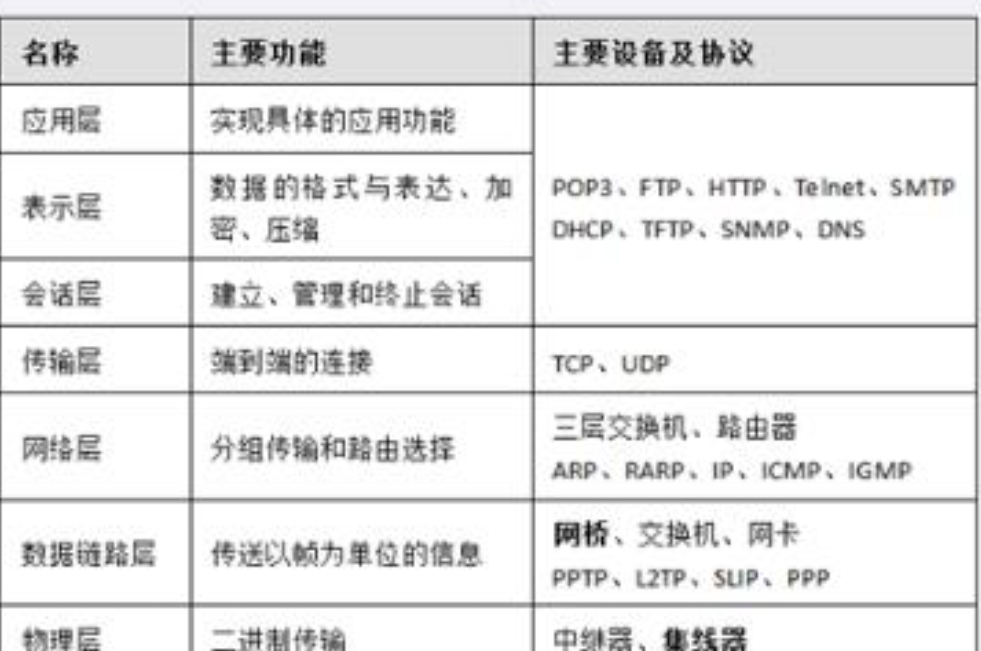 名称 主要功能 主要设备及协议
应用层 实现具体的应用功能
POP3、FTP、HTTP、Telnet、SMTP
DHCP、TFTP、SNMP、DNS
表示层 数据的格式与表达、加
密、压缩
会话层 建立、管理和终止会话
传输层 端到端的连接 TCP、UDP
网络层 分组传输和路由选择 三层交换机、路由器
ARP、RARP、IP、ICMP、IGMP
数据链路层 传送以帧为单位的信息 网桥、交换机、网卡
PPTP、L2TP、SLIP、PPP
物理层 二进制传输 中继器、集线器